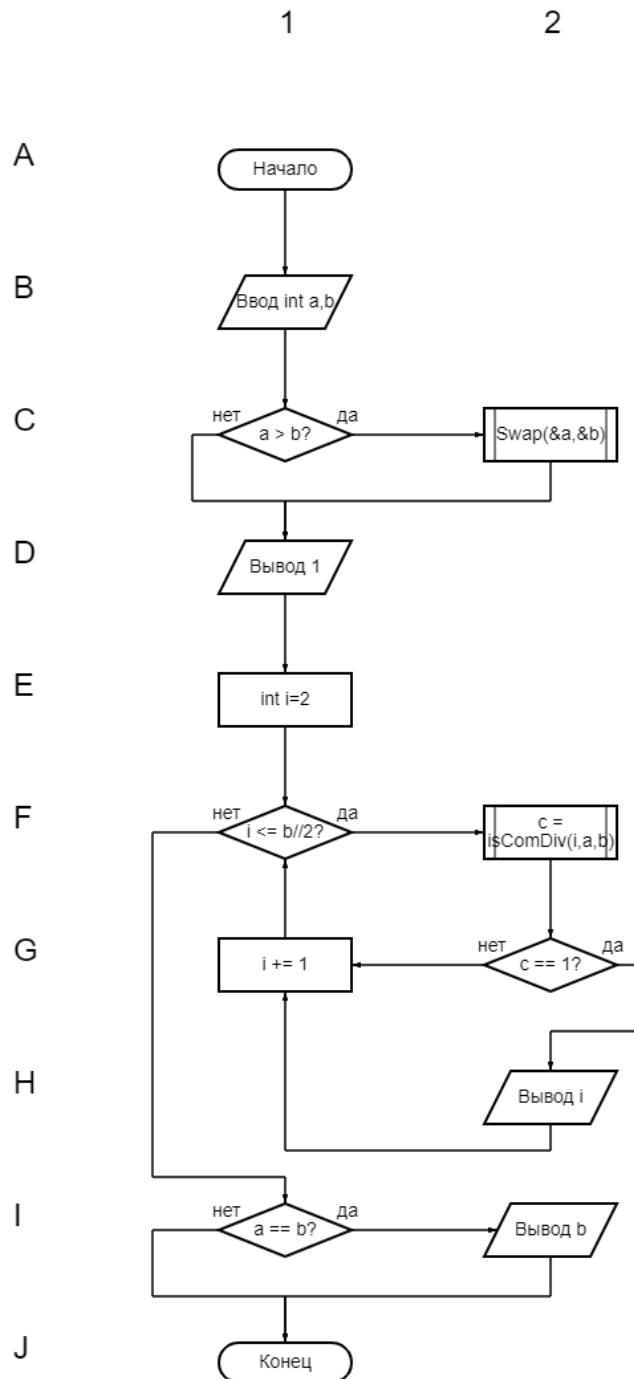 1 2
A
Начало
B
Ввод int a,b
C
нет да
a > b?
Swap(&a,&b)
D
Вывод 1
E
int i=2
F
нет да
i <= b//2?
c =
isComDiv(i,a,b)
G
i += 1
нет да
c == 1?
H
Вывод i
I
нет да
a == b?
Вывод b
J
Конец